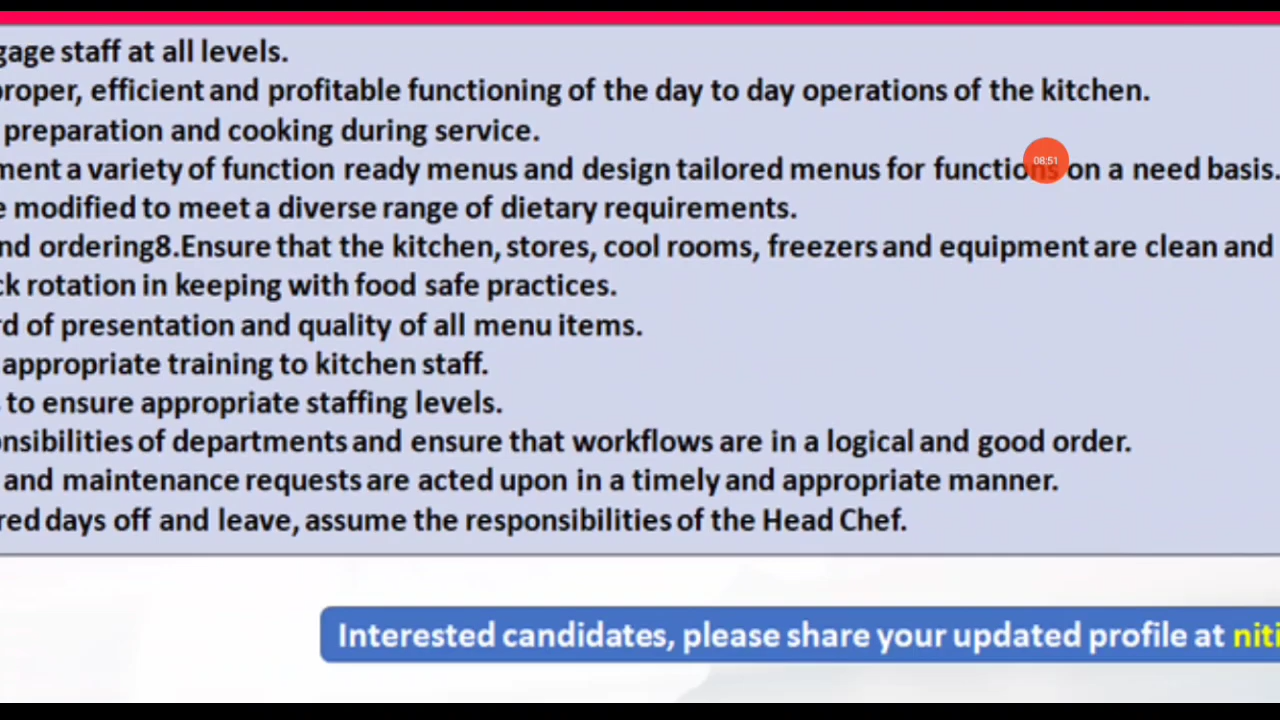 gage staff at all levels.
proper, efficient and profitable functioning of the day to day operations of the kitchen.
preparation and cooking during service.
ment a variety of function ready menus and design tailored menus for functions on a need basis.
08:51
e modified to meet a diverse range of dietary requirements.
nd ordering8.Ensure that the kitchen, stores, cool rooms, freezers and equipment are clean and
ck rotation in keeping with food safe practices.
rd of presentation and quality of all menu items.
appropriate training to kitchen staff.
s to ensure appropriate staffing levels.
onsibilities of departments and ensure that workflows are in a logical and good order.
and maintenance requests are acted upon in a timely and appropriate manner.
red days off and leave, assume the responsibilities of the Head Chef.
Interested candidates, please share your updated profile at niti